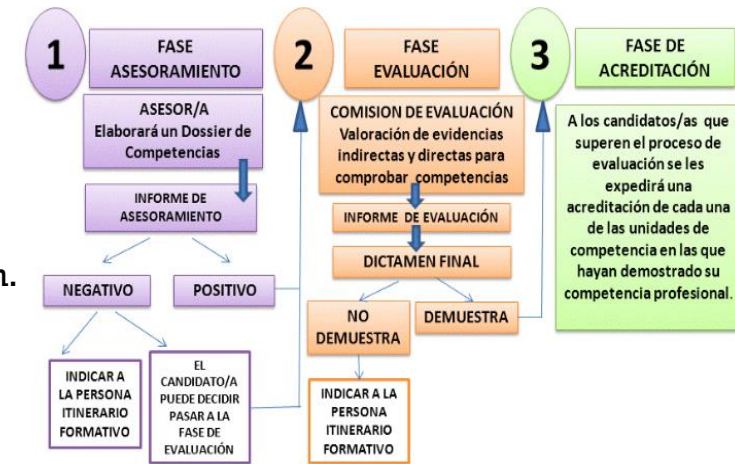 1
FASE
ASESORAMIENTO
ASESOR/A
Elaborará un Dossier de
Competencias
INFORME DE
ASESORAMIENTO
NEGATIVO
POSITIVO
INDICAR A
LA PERSONA
ITINERARIO
FORMATIVO
EL
CANDIDATO/A
PUEDE DECIDIR
PASAR A LA
FASE DE
EVALUACIÓN
2
FASE
EVALUACIÓN
COMISION DE EVALUACIÓN
Valoración de evidencias
indirectas y directas para
comprobar competencias
INFORME DE EVALUACIÓN
DICTAMEN FINAL
NO
DEMUESTRA
DEMUESTRA
INDICAR A LA
PERSONA
ITINERARIO
FORMATIVO
3
FASE DE
ACREDITACIÓN
A los candidatos/as que
superen el proceso de
evaluación se les
expedirá una
acreditación de cada una
de las unidades de
competencia en las que
hayan demostrado su
competencia profesional.